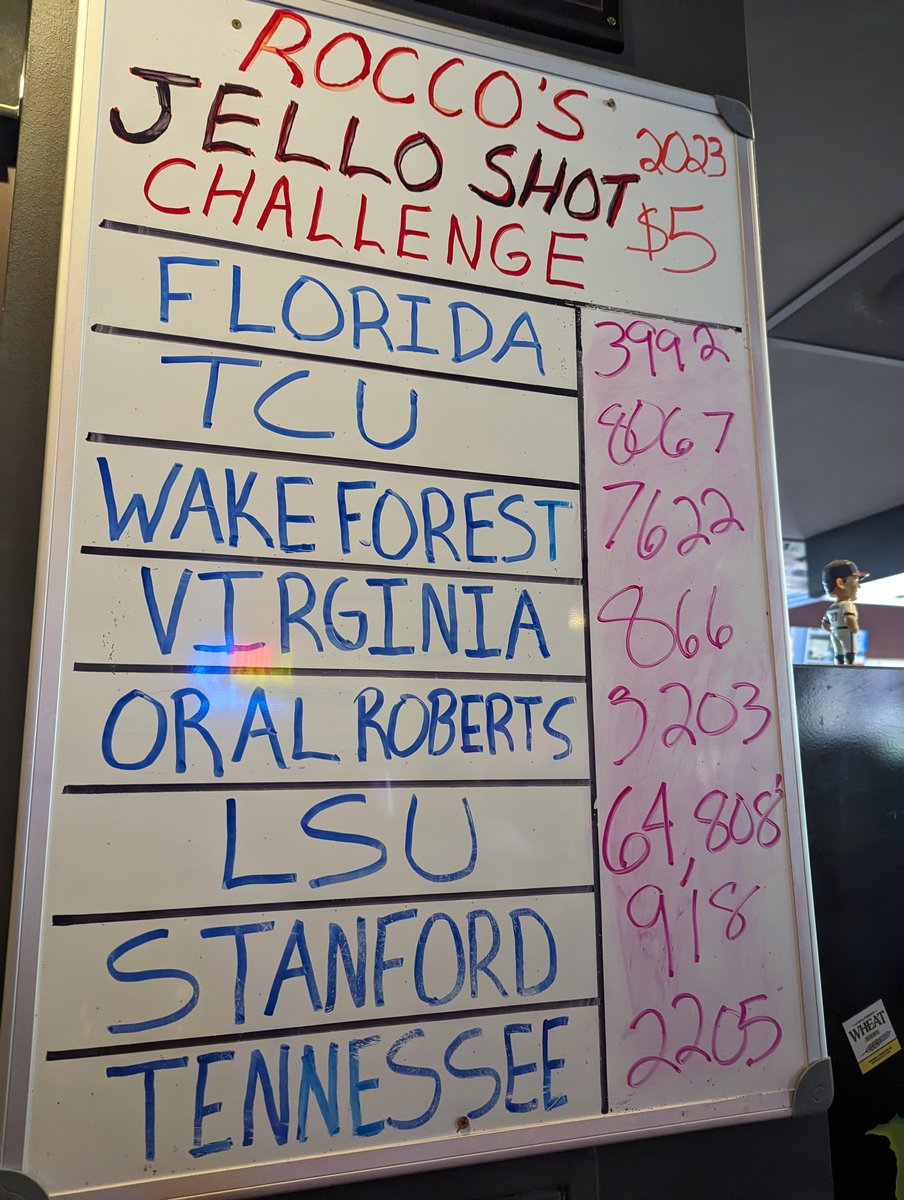 ROCCO'S
JELLO SHOT 2023
CHALLENGE $5
FLORIDA 3992
TCU 8067
WAKE FOREST 7622
VIRGINIA 866
ORAL ROBERTS 3203
LSU 64,808
STANFORD 918
TENNESSEE 2205
WHEAT